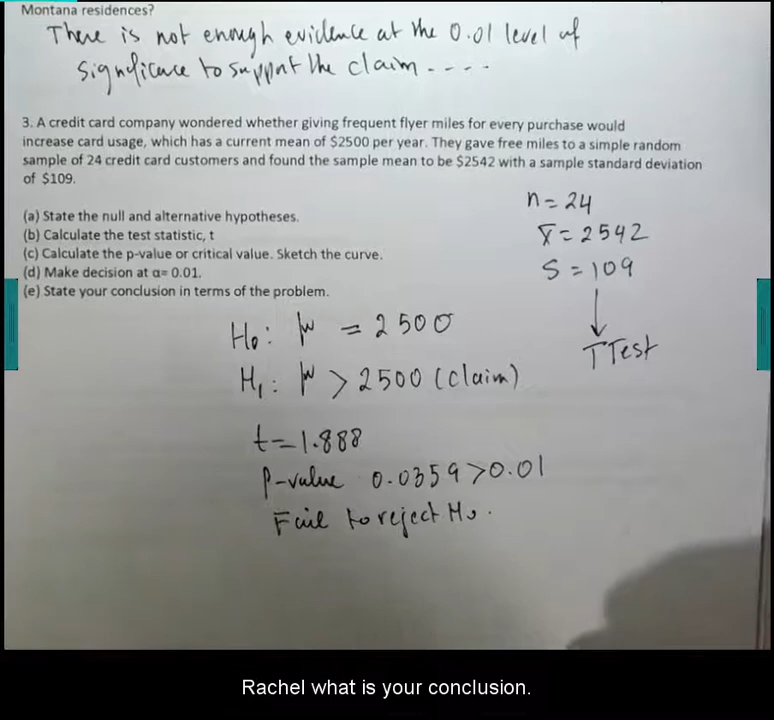 Montana residences?
There is not enough evidence at the 0.01 level of
significance to support the claim ....
3. A credit card company wondered whether giving frequent flyer miles for every purchase would
increase card usage, which has a current mean of $2500 per year. They gave free miles to a simple random
sample of 24 credit card customers and found the sample mean to be $2542 with a sample standard deviation
of $109.
n = 24
x̄ = 2542
S = 109
↓
TTest
(a) State the null and alternative hypotheses.
(b) Calculate the test statistic, t
(c) Calculate the p-value or critical value. Sketch the curve.
(d) Make decision at α= 0.01.
(e) State your conclusion in terms of the problem.
H₀: μ = 2500
H₁: μ > 2500 (claim)
t = 1.888
P-value 0.0359 > 0.01
Fail to reject H₀.
Rachel what is your conclusion.